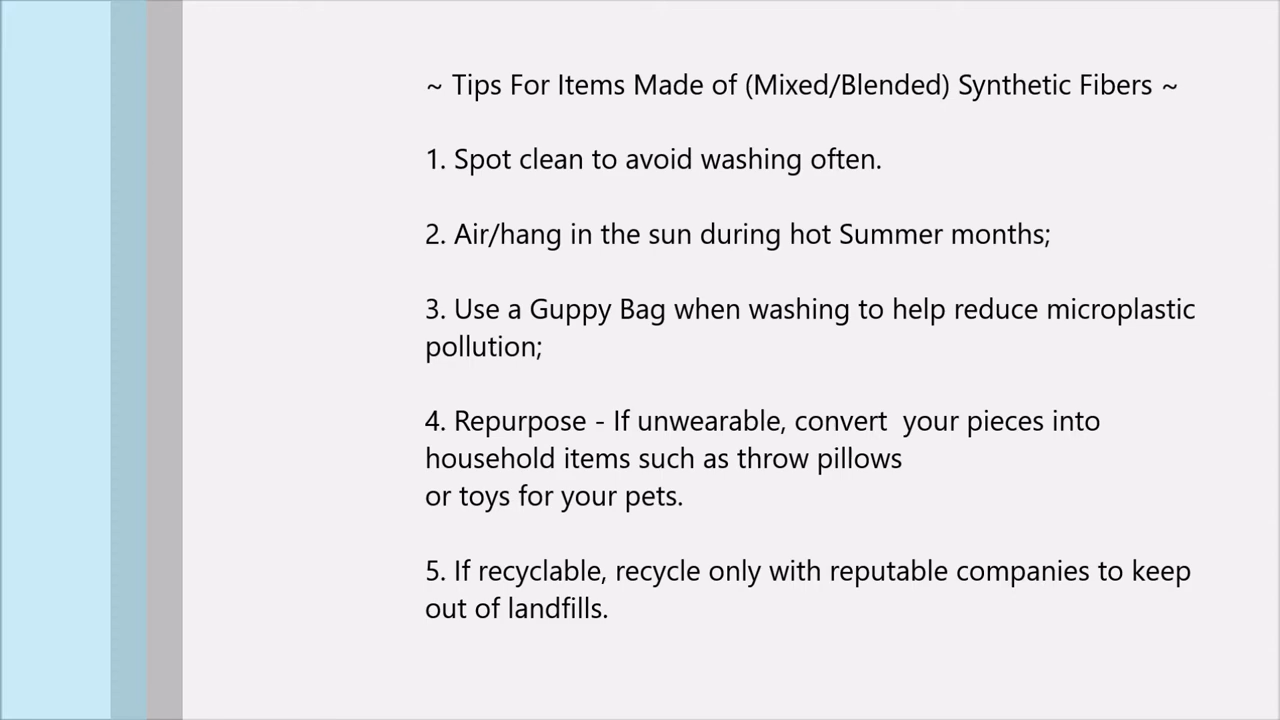 ~ Tips For Items Made of (Mixed/Blended) Synthetic Fibers ~
1. Spot clean to avoid washing often.
2. Air/hang in the sun during hot Summer months;
3. Use a Guppy Bag when washing to help reduce microplastic
pollution;
4. Repurpose - If unwearable, convert  your pieces into
household items such as throw pillows
or toys for your pets.
5. If recyclable, recycle only with reputable companies to keep
out of landfills.